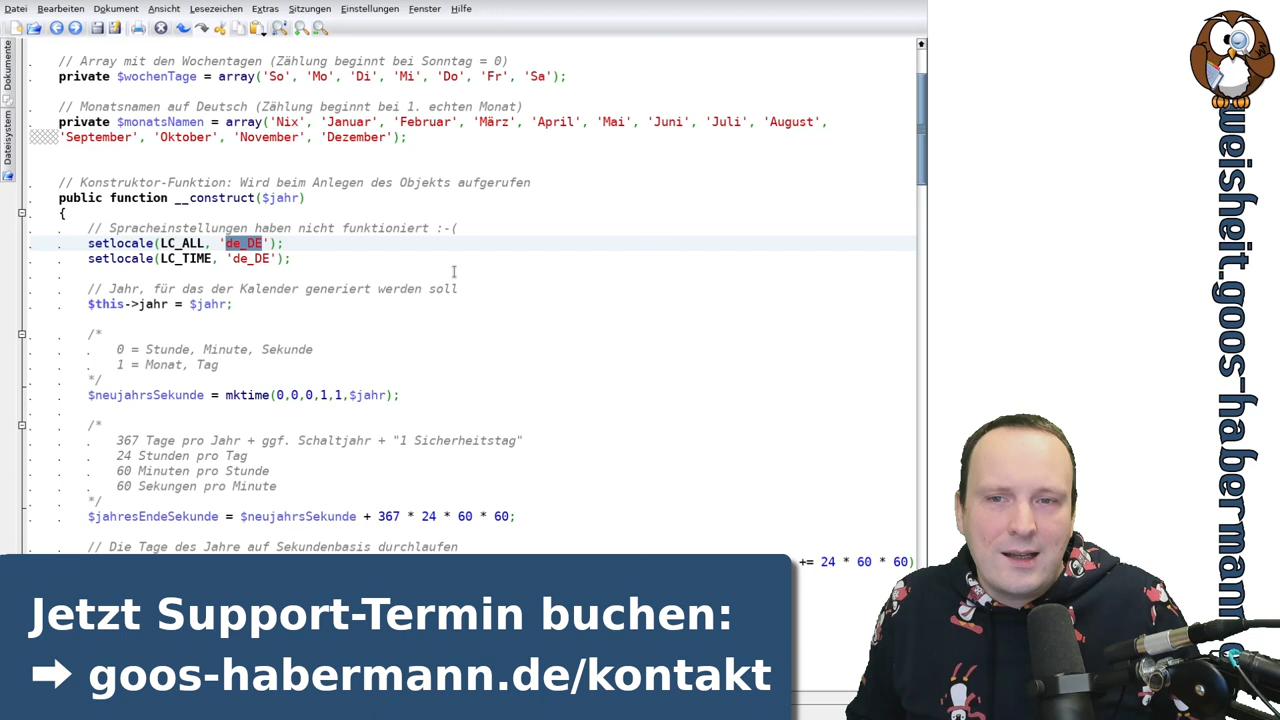 Datei Bearbeiten Dokument Ansicht Lesezeichen Extras Sitzungen Einstellungen Fenster Hilfe
Dokumente
Dateisystem
// Array mit den Wochentagen (Zählung beginnt bei Sonntag = 0)
private $wochenTage = array('So', 'Mo', 'Di', 'Mi', 'Do', 'Fr', 'Sa');
// Monatsnamen auf Deutsch (Zählung beginnt bei 1. echten Monat)
private $monatsNamen = array('Nix', 'Januar', 'Februar', 'März', 'April', 'Mai', 'Juni', 'Juli', 'August',
'September', 'Oktober', 'November', 'Dezember');
// Konstruktor-Funktion: Wird beim Anlegen des Objekts aufgerufen
public function __construct($jahr)
{
// Spracheinstellungen haben nicht funktioniert :-(
setlocale(LC_ALL, 'de_DE');
setlocale(LC_TIME, 'de_DE');
// Jahr, für das der Kalender generiert werden soll
$this->jahr = $jahr;
/*
0 = Stunde, Minute, Sekunde
1 = Monat, Tag
*/
$neujahrsSekunde = mktime(0,0,0,1,1,$jahr);
/*
367 Tage pro Jahr + ggf. Schaltjahr + "1 Sicherheitstag"
24 Stunden pro Tag
60 Minuten pro Stunde
60 Sekungen pro Minute
*/
$jahresEndeSekunde = $neujahrsSekunde + 367 * 24 * 60 * 60;
// Die Tage des Jahre auf Sekundenbasis durchlaufen
+= 24 * 60 * 60)
Jetzt Support-Termin buchen:
➡ goos-habermann.de/kontakt
weisheit.goos-habermann.